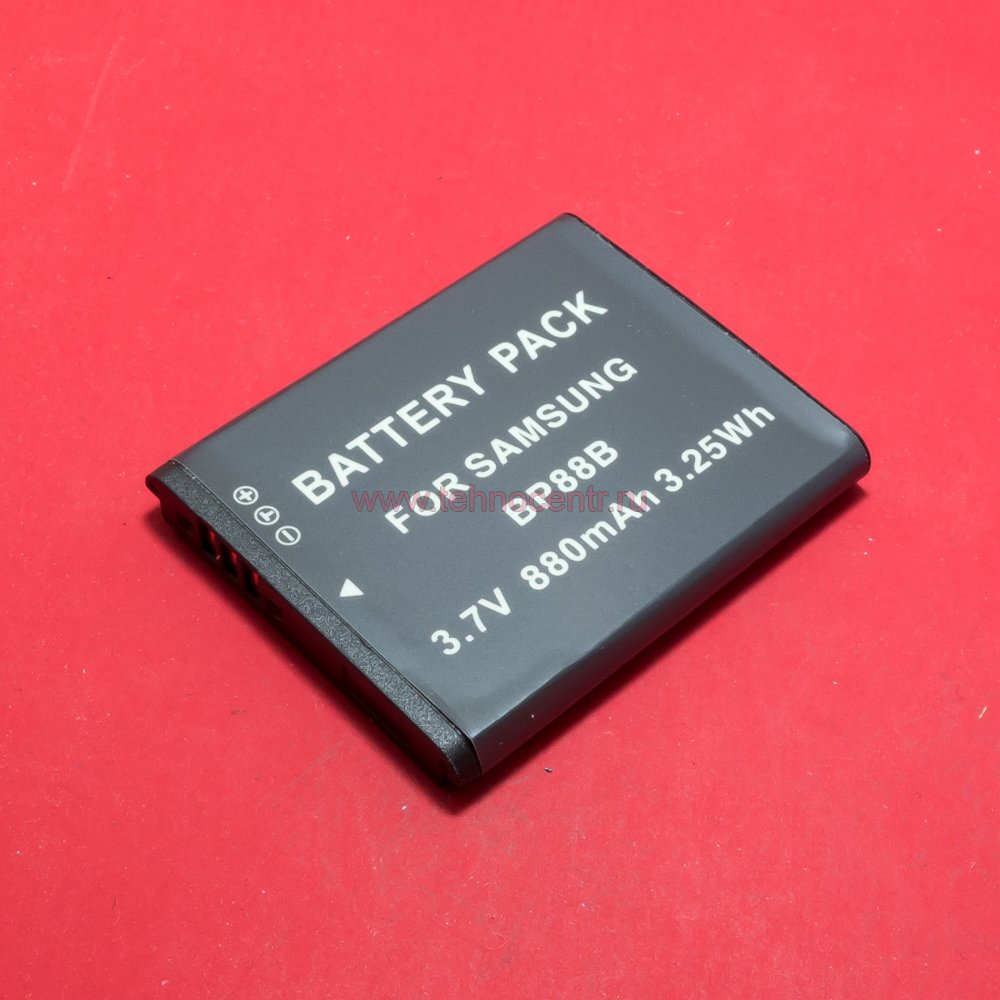 BATTERY PACK
FOR SAMSUNG
BP88B
3.7V 880mAh 3.25Wh
+
T
-
www.tehnocentr.ru